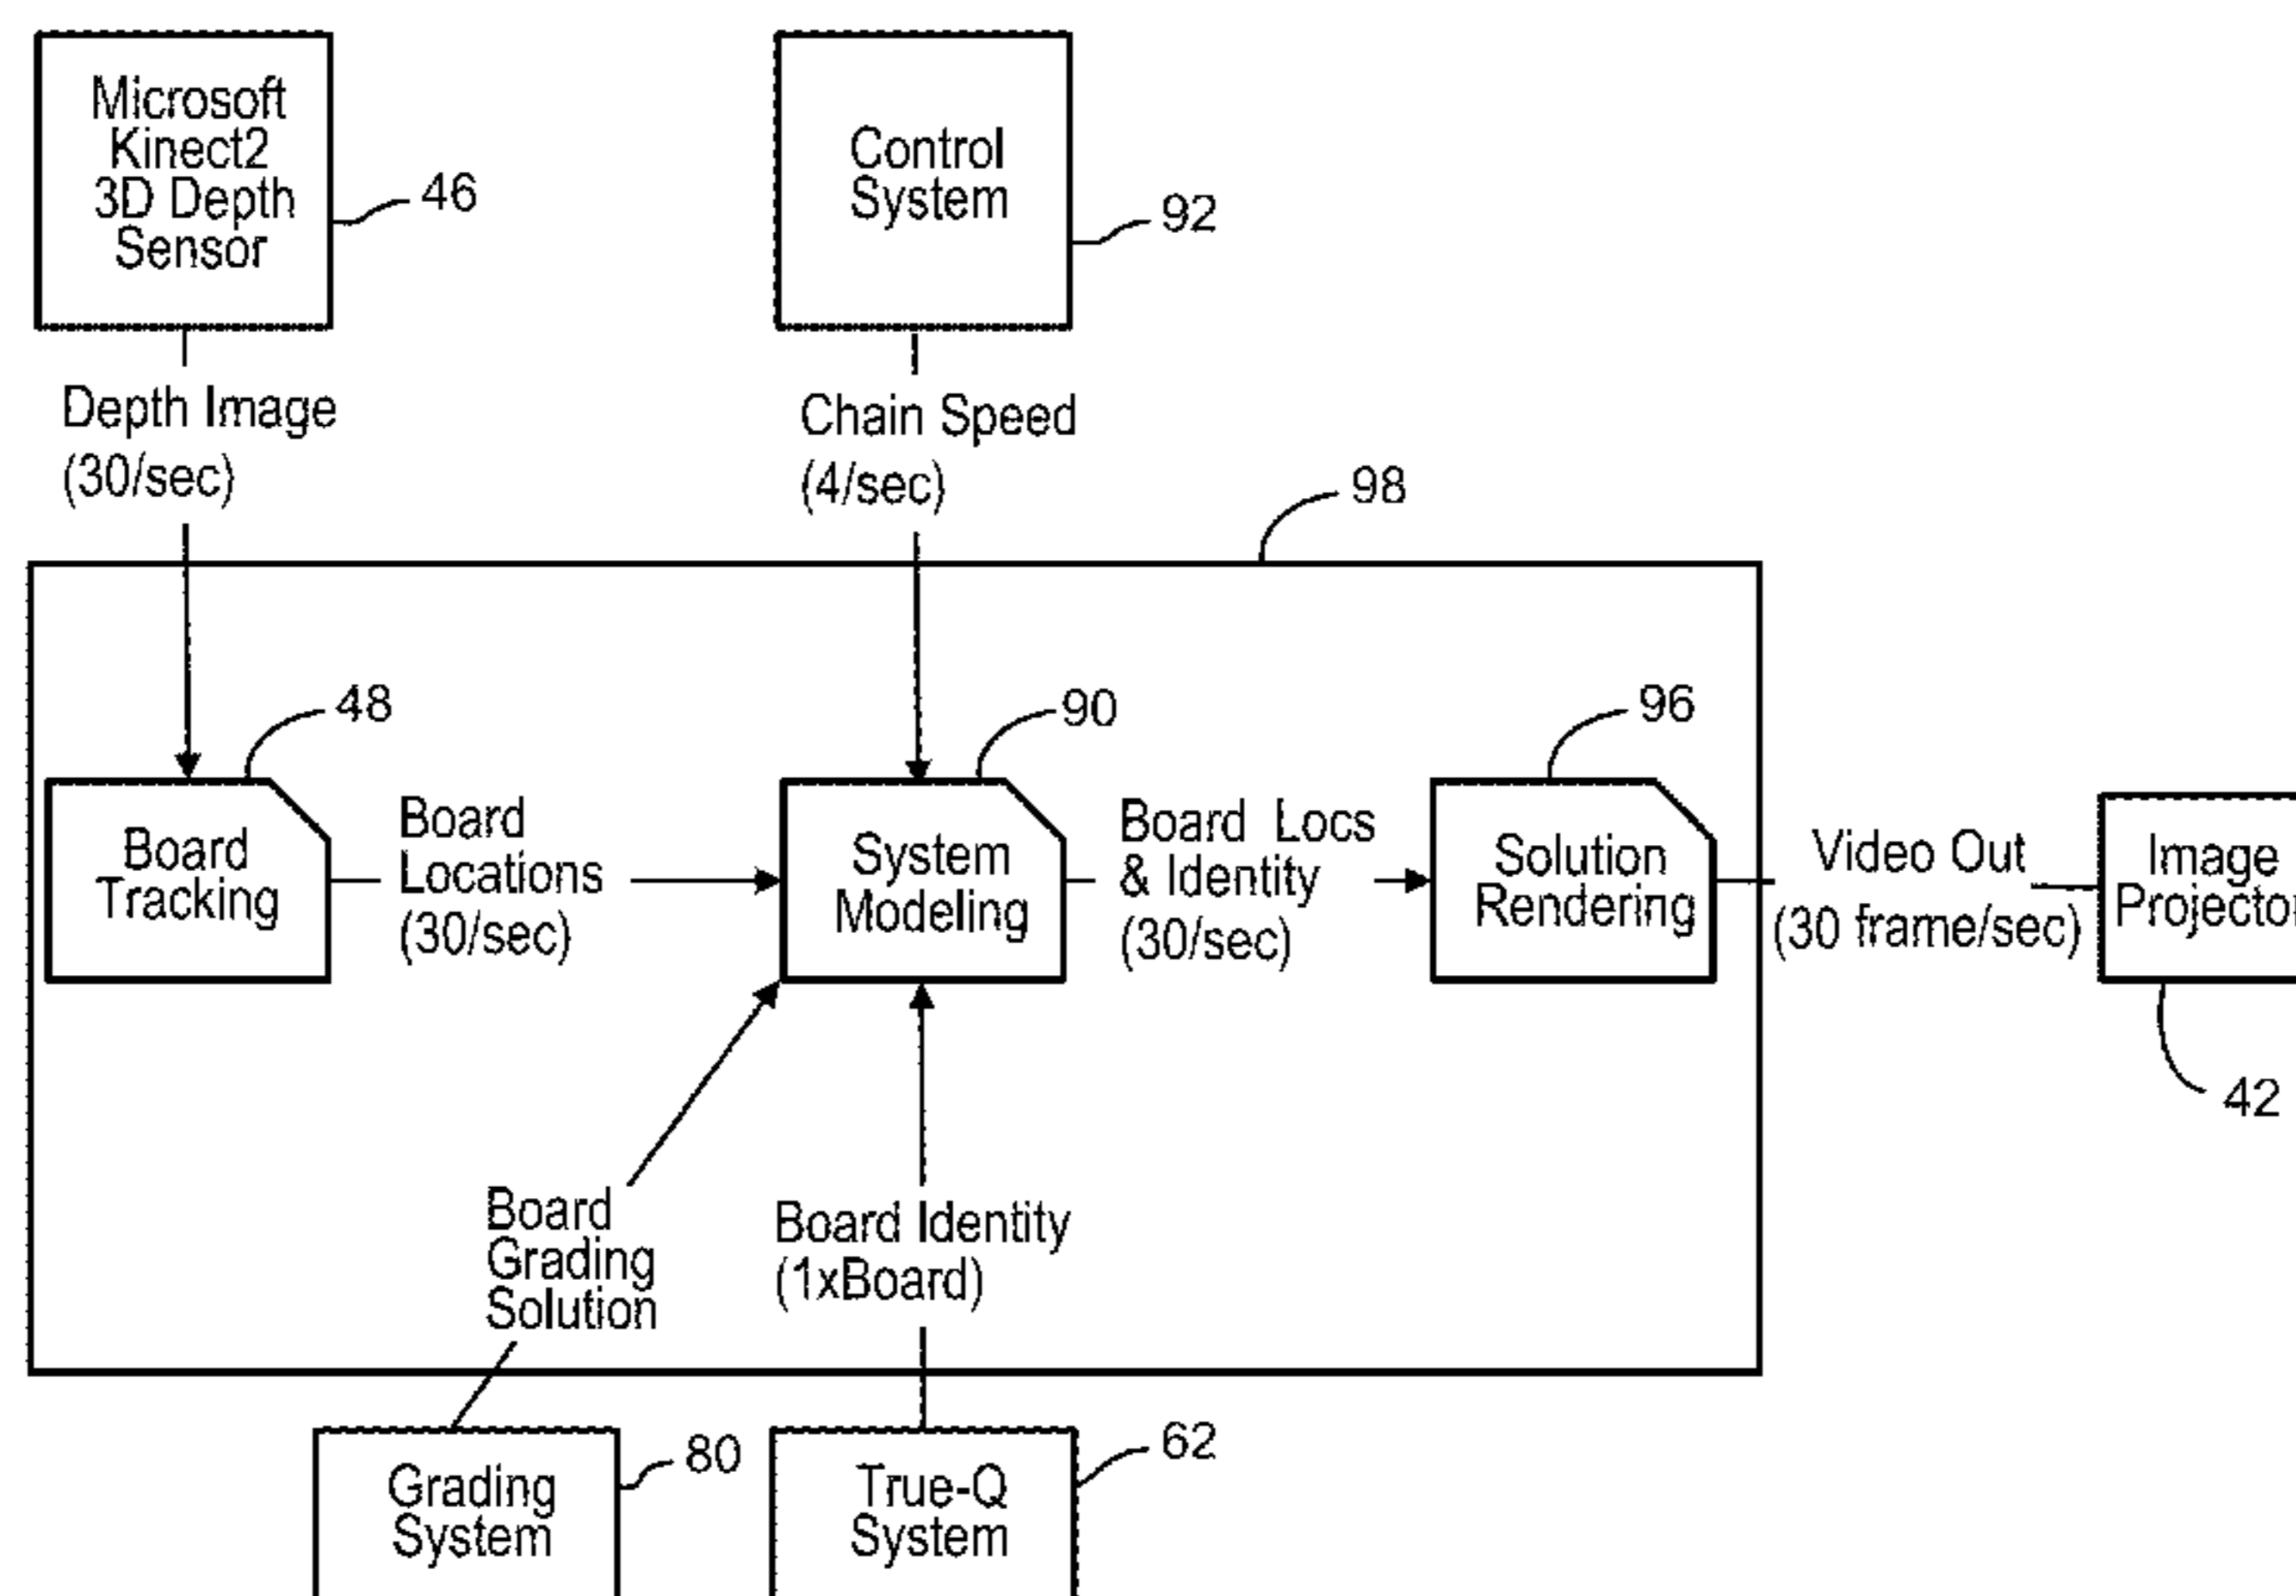 Microsoft
Kinect2
3D Depth
Sensor
46
Control
System
92
Depth Image
(30/sec)
Chain Speed
(4/sec)
98
48
90
96
Board
Tracking
Board
Locations
(30/sec)
System
Modeling
Board Locs
& Identity
(30/sec)
Solution
Rendering
Video Out
(30 frame/sec)
Image
Projector
42
Board
Grading
Solution
Board Identity
(1xBoard)
Grading
System
80
True-Q
System
62